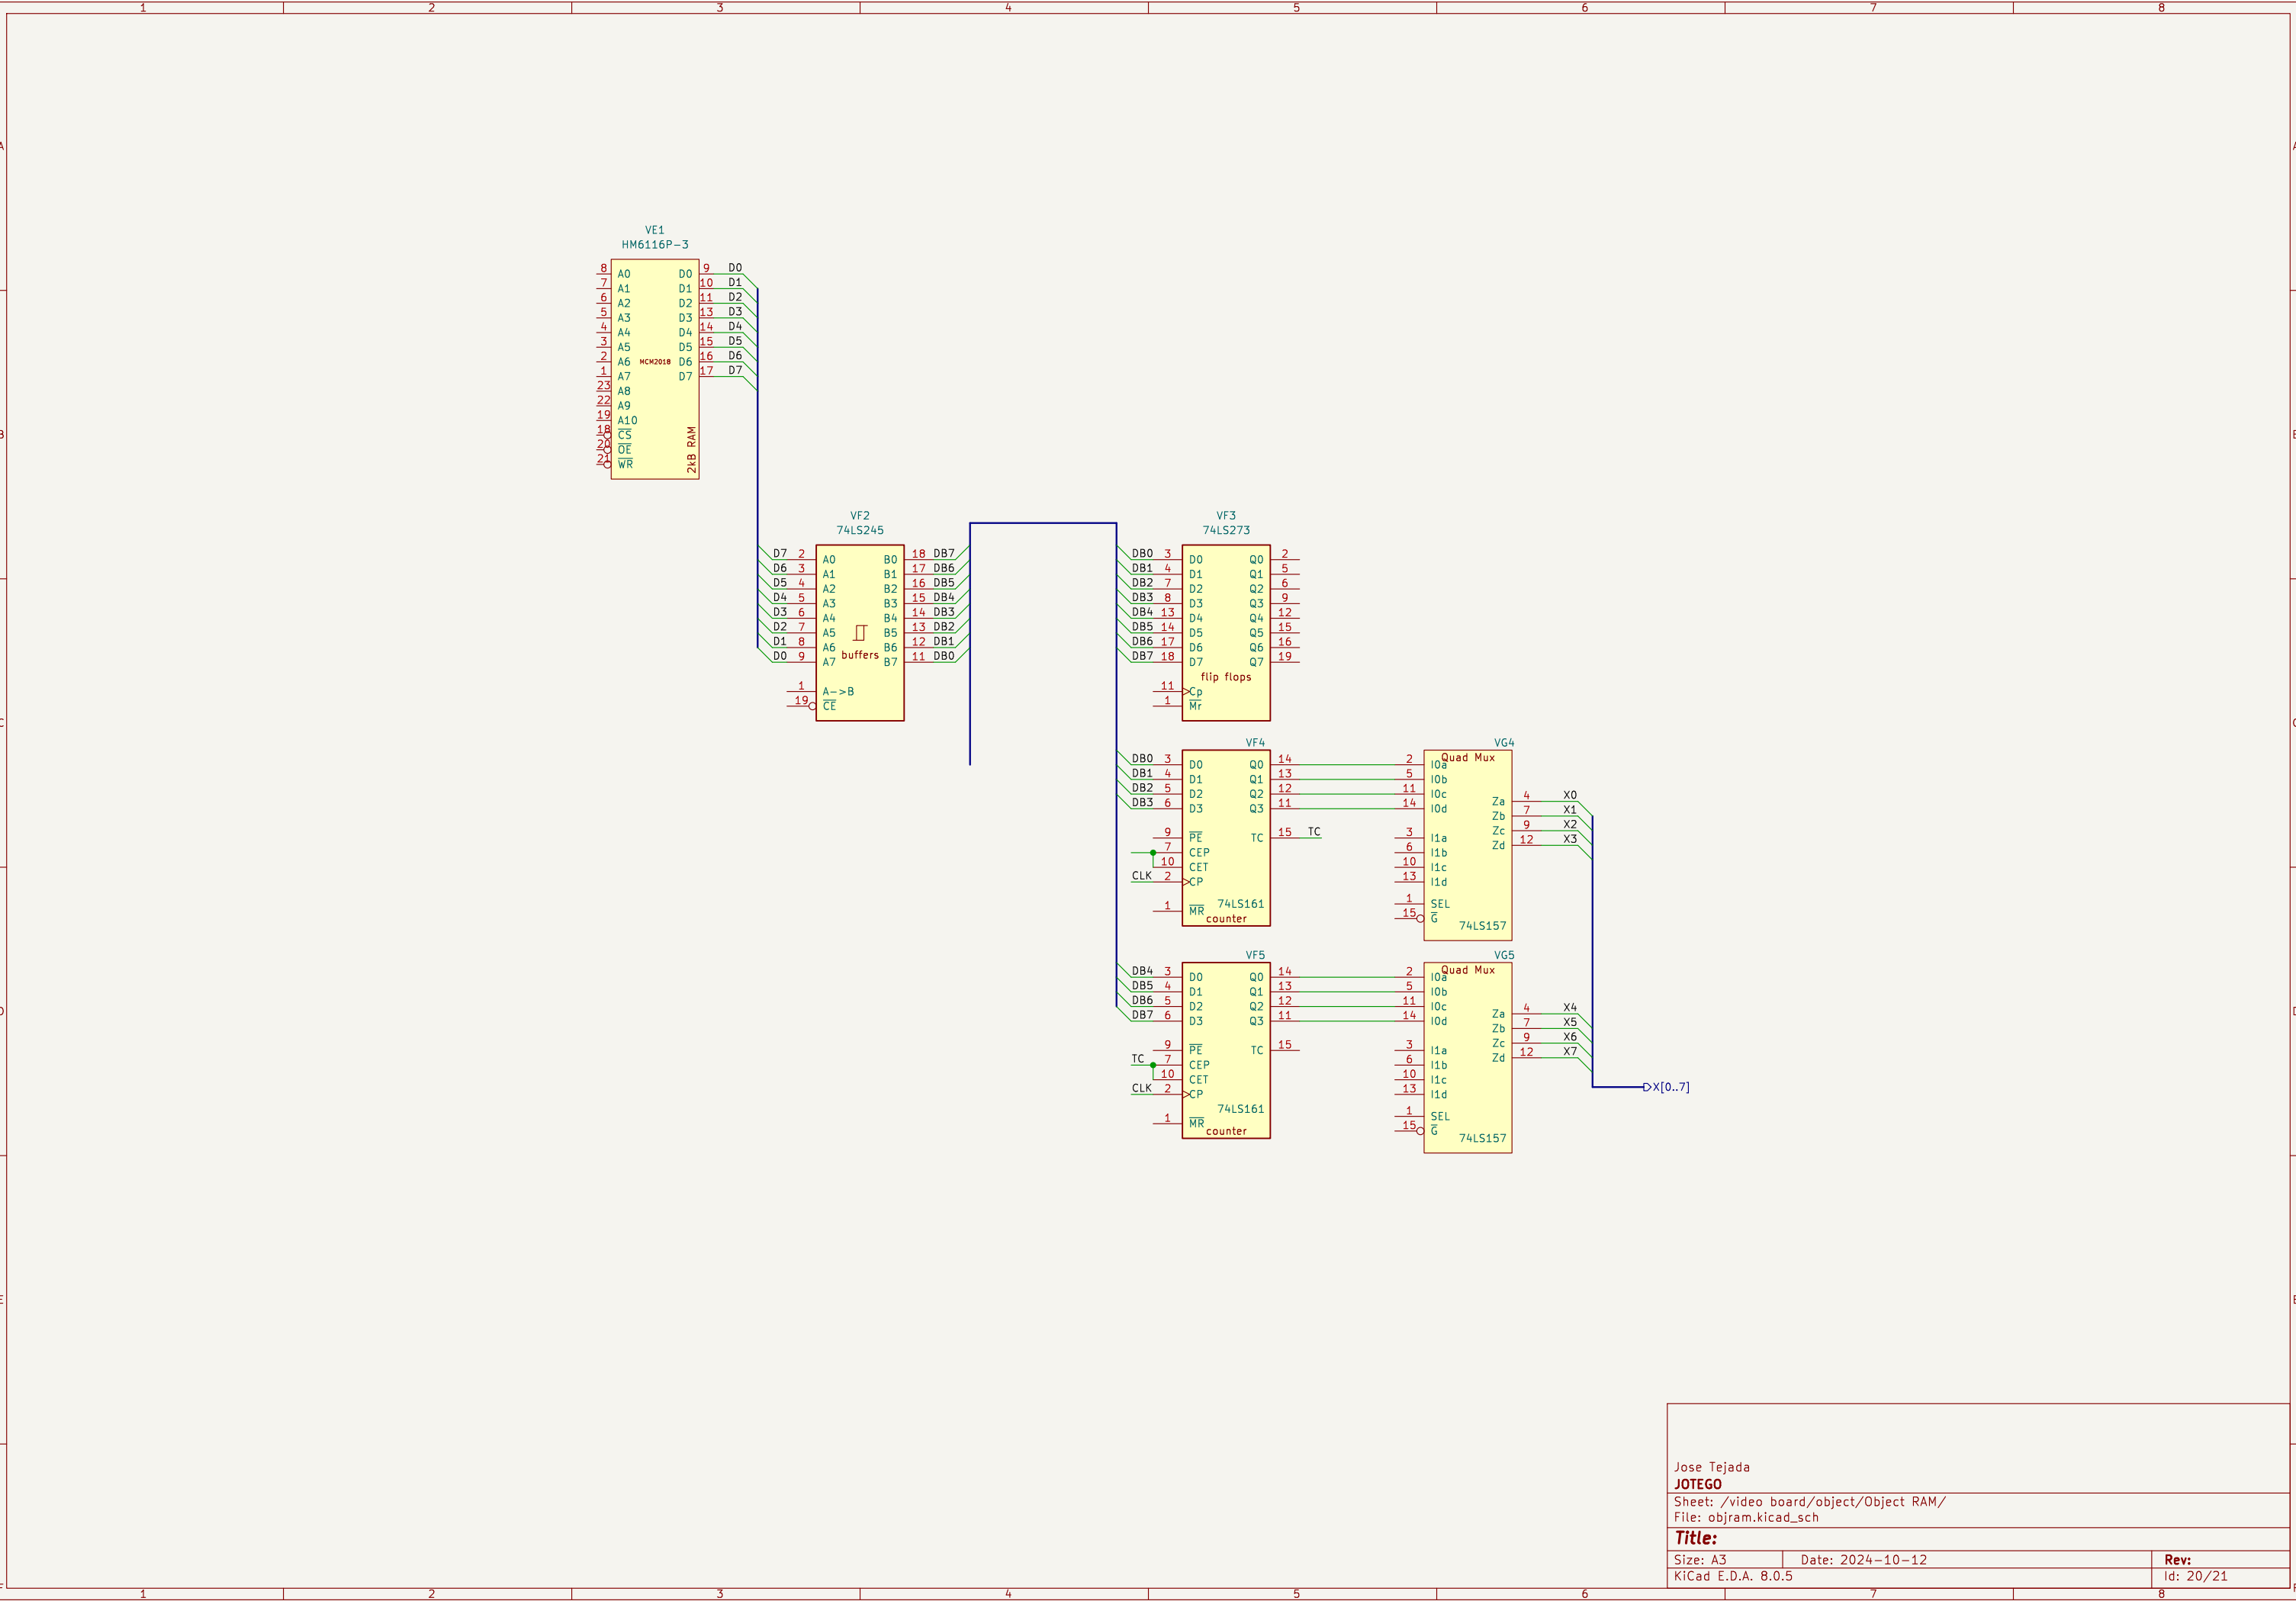 1 2 3 4 5 6 7 8
A
B
C
D
E
F
VE1
HM6116P-3
8 A0 D0 9 D0
7 A1 D1 10 D1
6 A2 D2 11 D2
5 A3 D3 13 D3
4 A4 D4 14 D4
3 A5 D5 15 D5
2 A6 MCM2018 D6 16 D6
1 A7 D7 17 D7
23 A8
22 A9
19 A10
18 CS
20 OE
21 WR
2kB RAM
VF2
74LS245
D7 2 A0 B0 18 DB7
D6 3 A1 B1 17 DB6
D5 4 A2 B2 16 DB5
D4 5 A3 B3 15 DB4
D3 6 A4 B4 14 DB3
D2 7 A5 B5 13 DB2
D1 8 A6 B6 12 DB1
buffers
D0 9 A7 B7 11 DB0
1 A->B
19 CE
VF3
74LS273
DB0 3 D0 Q0 2
DB1 4 D1 Q1 5
DB2 7 D2 Q2 6
DB3 8 D3 Q3 9
DB4 13 D4 Q4 12
DB5 14 D5 Q5 15
DB6 17 D6 Q6 16
DB7 18 D7 Q7 19
flip flops
11 Cp
1 Mr
VF4
DB0 3 D0 Q0 14
DB1 4 D1 Q1 13
DB2 5 D2 Q2 12
DB3 6 D3 Q3 11
9 PE TC 15 TC
7 CEP
10 CET
CLK 2 CP
74LS161
1 MR
counter
VG4
Quad Mux
2 I0a
5 I0b
11 I0c
14 I0d
Za 4 X0
Zb 7 X1
Zc 9 X2
Zd 12 X3
3 I1a
6 I1b
10 I1c
13 I1d
1 SEL
15 G
74LS157
VF5
DB4 3 D0 Q0 14
DB5 4 D1 Q1 13
DB6 5 D2 Q2 12
DB7 6 D3 Q3 11
9 PE TC 15
TC 7 CEP
10 CET
CLK 2 CP
74LS161
1 MR
counter
VG5
Quad Mux
2 I0a
5 I0b
11 I0c
14 I0d
Za 4 X4
Zb 7 X5
Zc 9 X6
Zd 12 X7
3 I1a
6 I1b
10 I1c
13 I1d
1 SEL
15 G
74LS157
X[0..7]
Jose Tejada
JOTEGO
Sheet: /video board/object/Object RAM/
File: objram.kicad_sch
Title:
Size: A3 Date: 2024-10-12 Rev:
KiCad E.D.A. 8.0.5 Id: 20/21
A
B
C
D
E
F
1 2 3 4 5 6 7 8